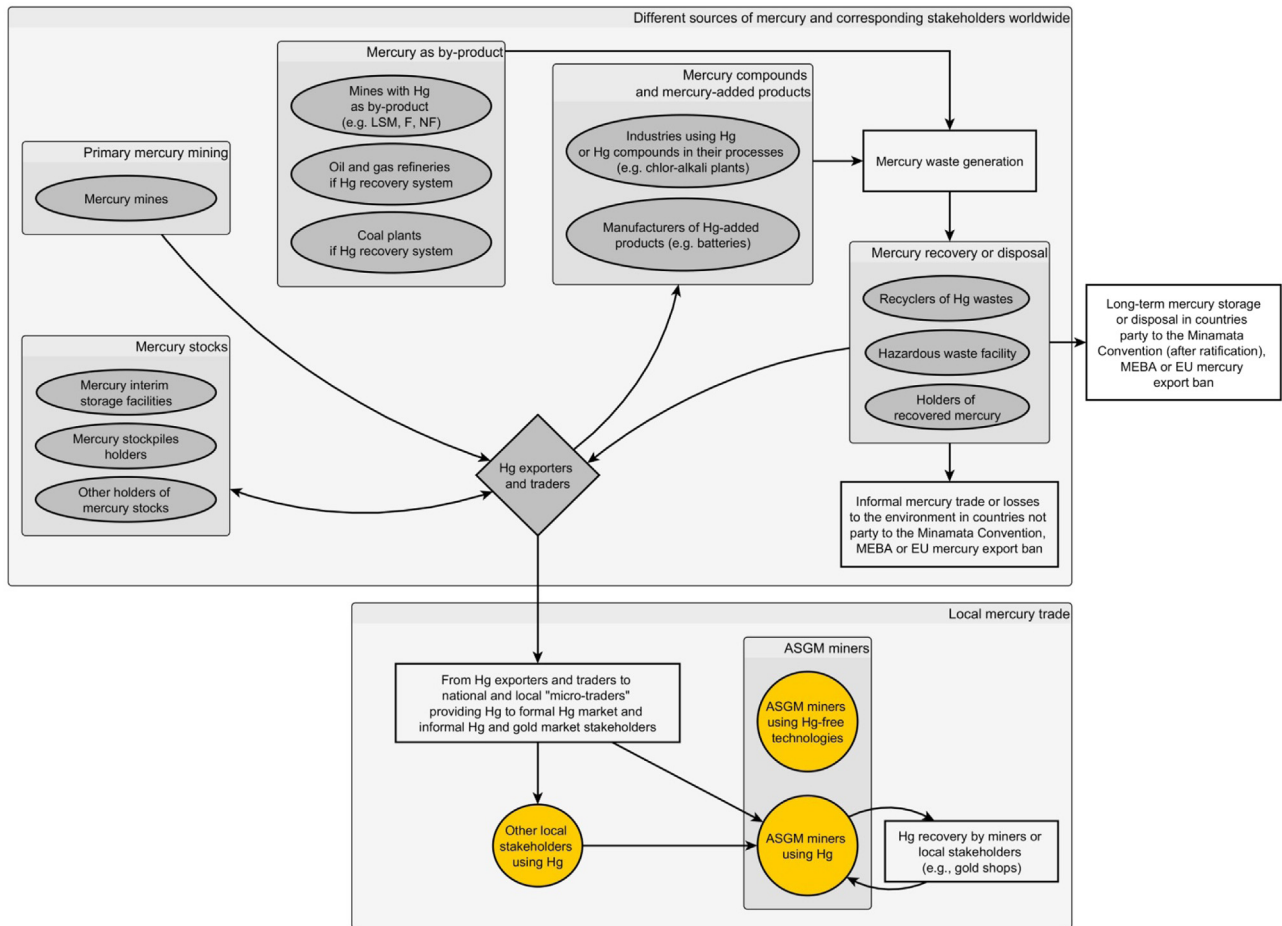 Different sources of mercury and corresponding stakeholders worldwide
Mercury as by-product
Mines with Hg
as by-product
(e.g. LSM, F, NF)
Oil and gas refineries
if Hg recovery system
Coal plants
if Hg recovery system
Mercury compounds
and mercury-added products
Industries using Hg
or Hg compounds in their processes
(e.g. chlor-alkali plants)
Manufacturers of Hg-added
products (e.g. batteries)
Mercury waste generation
Primary mercury mining
Mercury mines
Mercury recovery or disposal
Recyclers of Hg wastes
Hazardous waste facility
Holders of
recovered mercury
Long-term mercury storage
or disposal in countries
party to the Minamata
Convention (after ratification),
MEBA or EU mercury
export ban
Mercury stocks
Mercury interim
storage facilities
Mercury stockpiles
holders
Other holders of
mercury stocks
Hg exporters
and traders
Informal mercury trade or losses
to the environment in countries not
party to the Minamata Convention,
MEBA or EU mercury export ban
Local mercury trade
From Hg exporters and traders to
national and local "micro-traders"
providing Hg to formal Hg market and
informal Hg and gold market stakeholders
ASGM miners
ASGM miners
using Hg-free
technologies
Other local
stakeholders
using Hg
ASGM miners
using Hg
Hg recovery by miners or
local stakeholders
(e.g., gold shops)